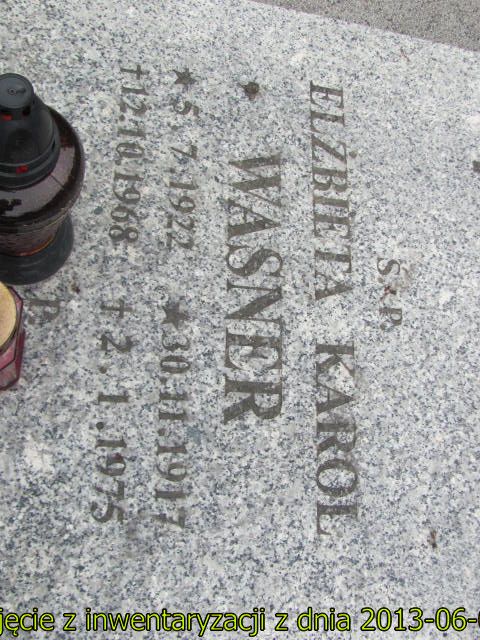 Ś.P.
ELŻBIETA KAROL
WASNER
★ 5.7.1922 ★ 30.11.1917
† 12.10.1968 † 2.1.1975
P.
jęcie z inwentaryzacji z dnia 2013-06-0